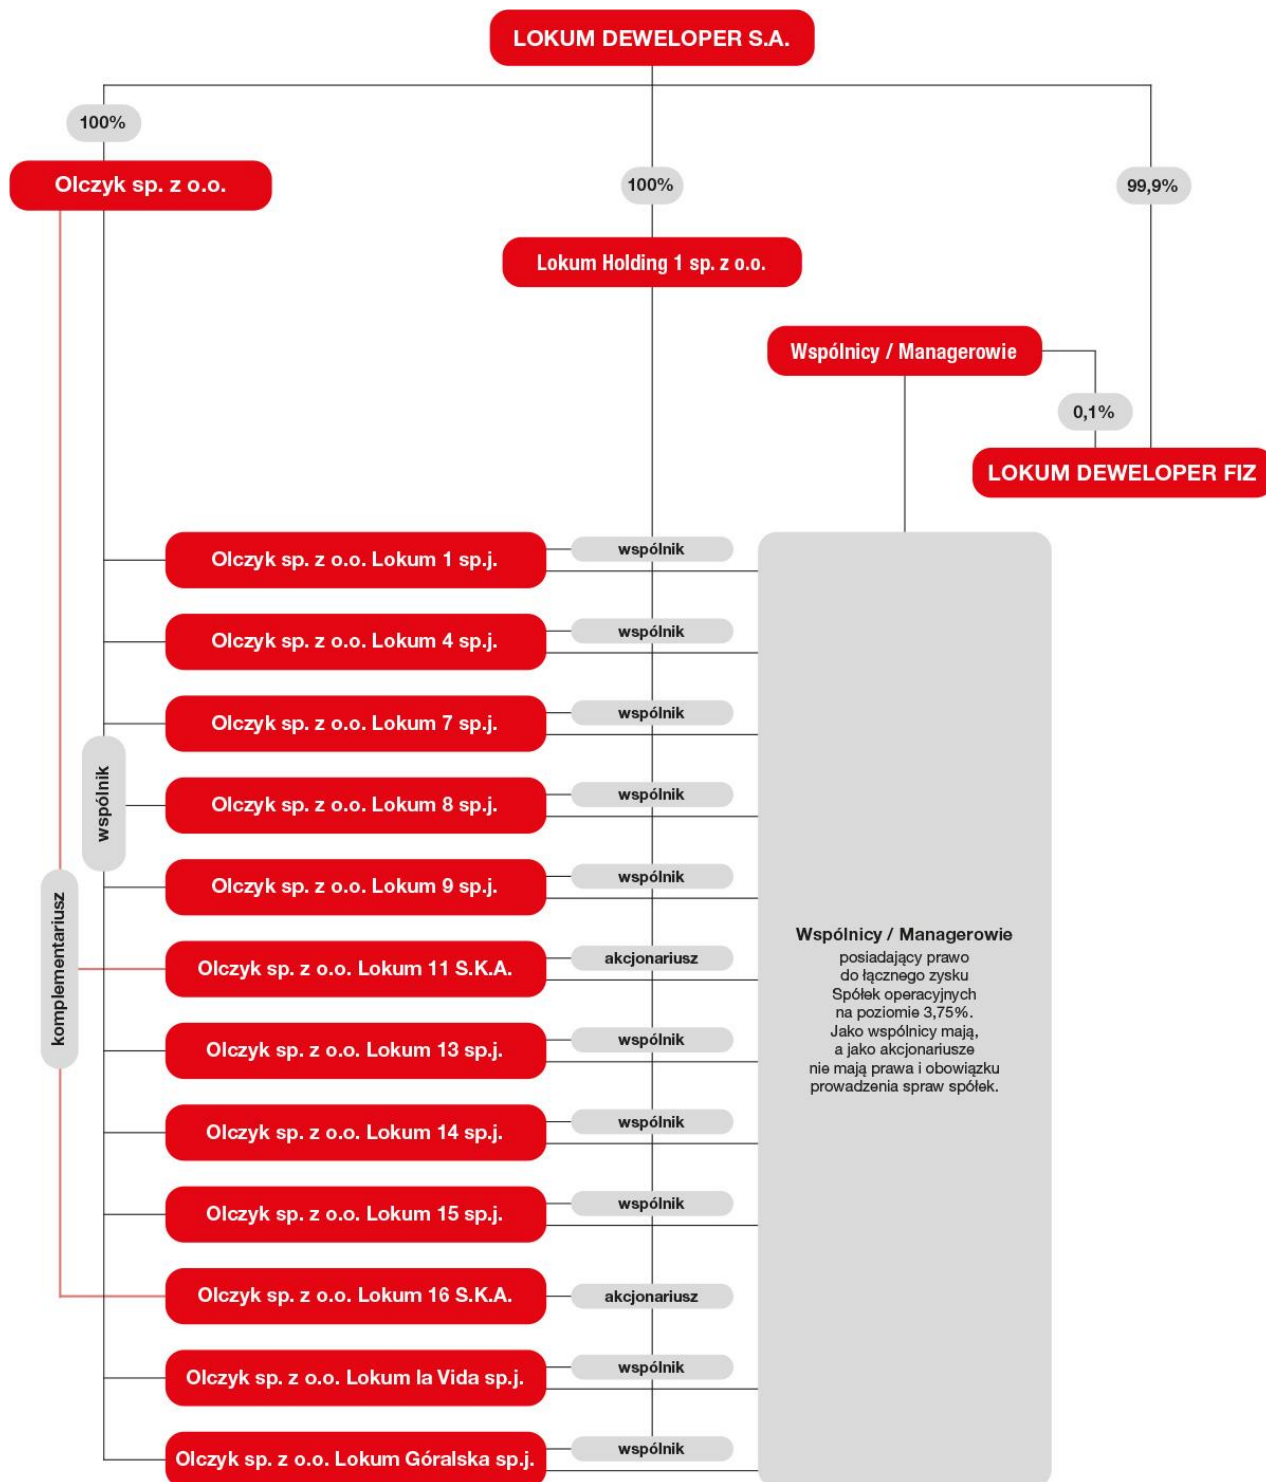 LOKUM DEWELOPER S.A.
100%
Olczyk sp. z o.o.
100%
99,9%
Lokum Holding 1 sp. z o.o.
Wspólnicy / Managerowie
0,1%
LOKUM DEWELOPER FIZ
wspólnik
komplementariusz
Olczyk sp. z o.o. Lokum 1 sp.j.
wspólnik
Olczyk sp. z o.o. Lokum 4 sp.j.
wspólnik
Olczyk sp. z o.o. Lokum 7 sp.j.
wspólnik
Olczyk sp. z o.o. Lokum 8 sp.j.
wspólnik
Olczyk sp. z o.o. Lokum 9 sp.j.
wspólnik
Olczyk sp. z o.o. Lokum 11 S.K.A.
akcjonariusz
Olczyk sp. z o.o. Lokum 13 sp.j.
wspólnik
Olczyk sp. z o.o. Lokum 14 sp.j.
wspólnik
Olczyk sp. z o.o. Lokum 15 sp.j.
wspólnik
Olczyk sp. z o.o. Lokum 16 S.K.A.
akcjonariusz
Olczyk sp. z o.o. Lokum la Vida sp.j.
wspólnik
Olczyk sp. z o.o. Lokum Góralska sp.j.
wspólnik
Wspólnicy / Managerowie
posiadający prawo
do łącznego zysku
Spółek operacyjnych
na poziomie 3,75%.
Jako wspólnicy mają,
a jako akcjonariusze
nie mają prawa i obowiązku
prowadzenia spraw spółek.